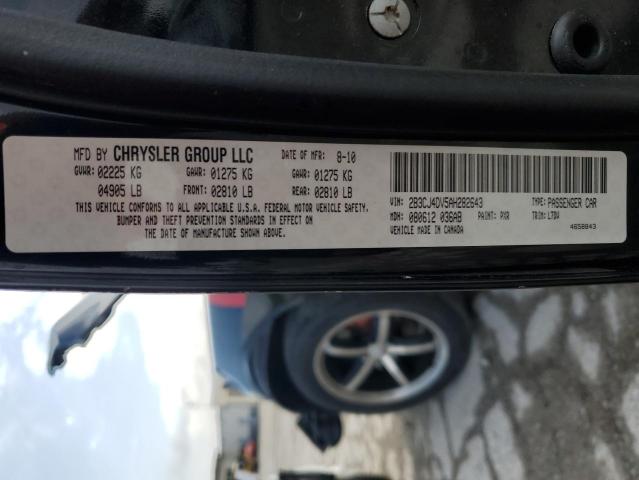 MFD BY CHRYSLER GROUP LLC DATE OF MFR 8-10
GVWR: 02225 KG GAWR: 01275 KG GAWR: 01275 KG
04905 LB FRONT: 02810 LB REAR: 02810 LB
THIS VEHICLE CONFORMS TO ALL APPLICABLE U.S.A. FEDERAL MOTOR VEHICLE SAFETY,
BUMPER AND THEFT PREVENTION STANDARDS IN EFFECT ON
THE DATE OF MANUFACTURE SHOWN ABOVE.
VIN: 2B3CJ4DV5AH282643 TYPE: PASSENGER CAR
MDH: 080612 036AB PAINT: PXR TRIM: L7DV
VEHICLE MADE IN CANADA 4658843